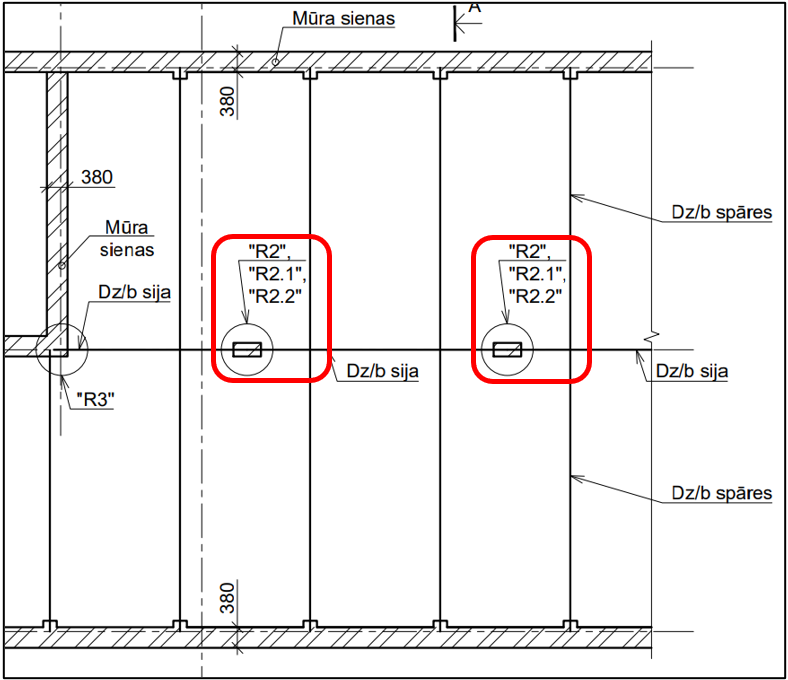 A
Mūra sienas
380
380
Mūra
sienas
Dz/b spāres
"R2",
"R2.1",
"R2.2"
"R2",
"R2.1",
"R2.2"
Dz/b sija
Dz/b sija
Dz/b sija
"R3"
Dz/b spāres
380